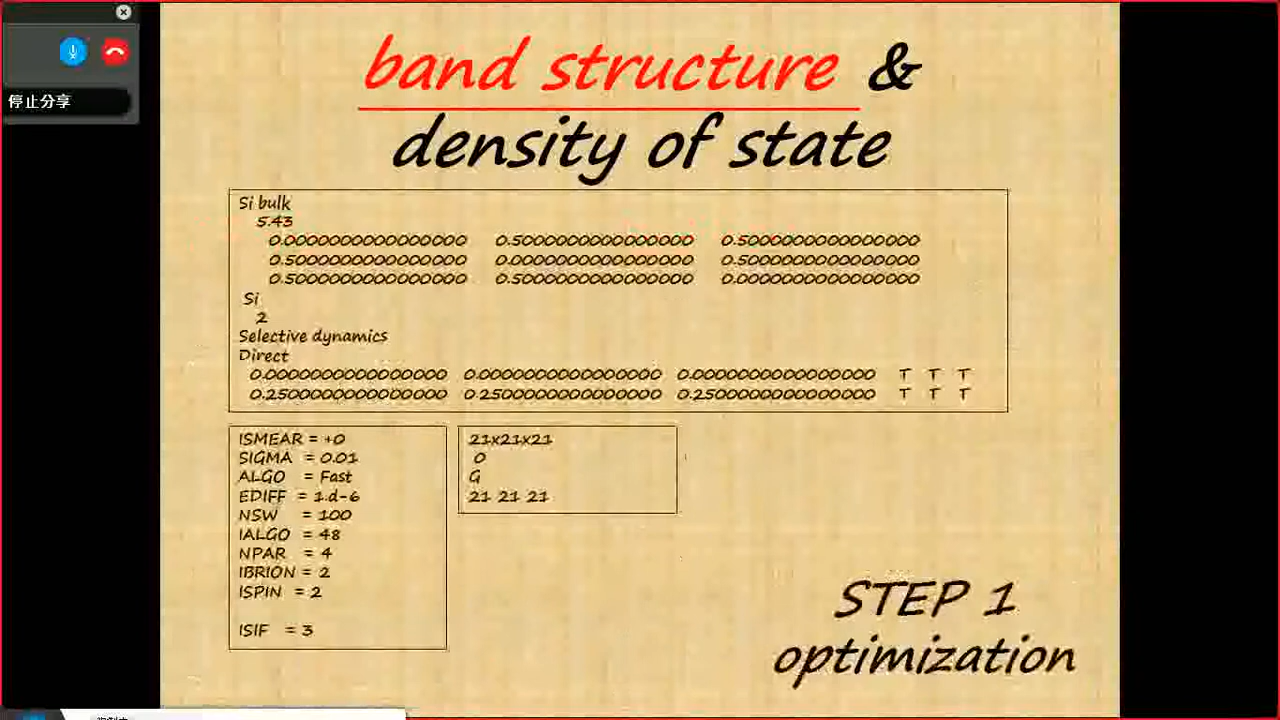 停止分享
band structure &
density of state
Si bulk
5.43
0.0000000000000000 0.5000000000000000 0.5000000000000000
0.5000000000000000 0.0000000000000000 0.5000000000000000
0.5000000000000000 0.5000000000000000 0.0000000000000000
Si
2
Selective dynamics
Direct
0.0000000000000000 0.0000000000000000 0.0000000000000000 T T T
0.2500000000000000 0.2500000000000000 0.2500000000000000 T T T
ISMEAR = +0
SIGMA = 0.01
ALGO = Fast
EDIFF = 1.d-6
NSW = 100
IALGO = 48
NPAR = 4
IBRION = 2
ISPIN = 2
ISIF = 3
21x21x21
0
G
21 21 21
STEP 1
optimization